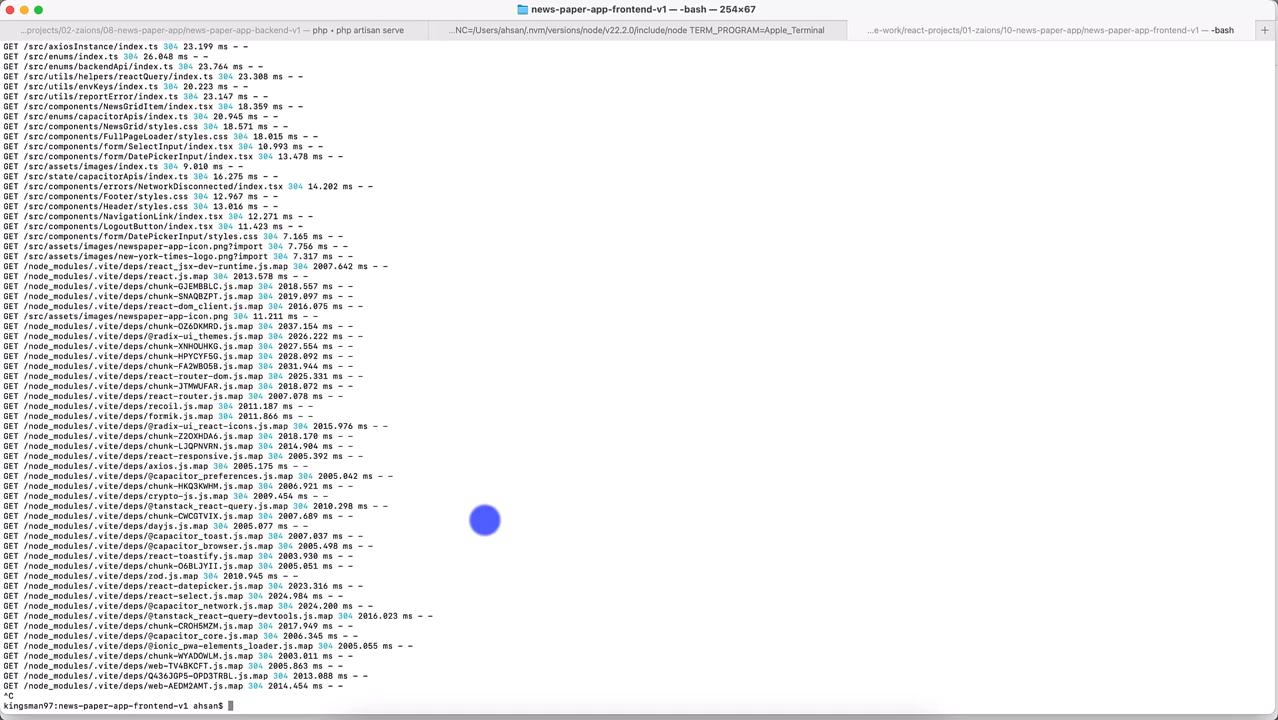 news-paper-app-frontend-v1 — -bash — 254×67
...projects/02-zaions/08-news-paper-app/news-paper-app-backend-v1 — php • php artisan serve
...NC=/Users/ahsan/.nvm/versions/node/v22.2.0/include/node TERM_PROGRAM=Apple_Terminal
...e-work/react-projects/01-zaions/10-news-paper-app/news-paper-app-frontend-v1 — -bash
GET /src/axiosInstance/index.ts 304 23.199 ms - -
GET /src/enums/index.ts 304 26.048 ms - -
GET /src/enums/backendApi/index.ts 304 23.764 ms - -
GET /src/utils/helpers/reactQuery/index.ts 304 23.308 ms - -
GET /src/utils/envKeys/index.ts 304 20.223 ms - -
GET /src/utils/reportError/index.ts 304 23.147 ms - -
GET /src/components/NewsGridItem/index.tsx 304 18.359 ms - -
GET /src/enums/capacitorApis/index.ts 304 20.945 ms - -
GET /src/components/NewsGrid/styles.css 304 18.571 ms - -
GET /src/components/FullPageLoader/styles.css 304 18.015 ms - -
GET /src/components/form/SelectInput/index.tsx 304 10.993 ms - -
GET /src/components/form/DatePickerInput/index.tsx 304 13.478 ms - -
GET /src/assets/images/index.ts 304 9.010 ms - -
GET /src/state/capacitorApis/index.ts 304 16.275 ms - -
GET /src/components/errors/NetworkDisconnected/index.tsx 304 14.202 ms - -
GET /src/components/Footer/styles.css 304 12.967 ms - -
GET /src/components/Header/styles.css 304 13.016 ms - -
GET /src/components/NavigationLink/index.tsx 304 12.271 ms - -
GET /src/components/LogoutButton/index.tsx 304 11.423 ms - -
GET /src/components/form/DatePickerInput/styles.css 304 7.165 ms - -
GET /src/assets/images/newspaper-app-icon.png?import 304 7.756 ms - -
GET /src/assets/images/new-york-times-logo.png?import 304 7.317 ms - -
GET /node_modules/.vite/deps/react_jsx-dev-runtime.js.map 304 2007.642 ms - -
GET /node_modules/.vite/deps/react.js.map 304 2013.578 ms - -
GET /node_modules/.vite/deps/chunk-GJEMBBLC.js.map 304 2018.557 ms - -
GET /node_modules/.vite/deps/chunk-SNAQBZPT.js.map 304 2019.097 ms - -
GET /node_modules/.vite/deps/react-dom_client.js.map 304 2016.075 ms - -
GET /src/assets/images/newspaper-app-icon.png 304 11.211 ms - -
GET /node_modules/.vite/deps/chunk-OZ6DKMRD.js.map 304 2037.154 ms - -
GET /node_modules/.vite/deps/@radix-ui_themes.js.map 304 2026.222 ms - -
GET /node_modules/.vite/deps/chunk-XNHOUHKG.js.map 304 2027.554 ms - -
GET /node_modules/.vite/deps/chunk-HPYCYF5G.js.map 304 2028.092 ms - -
GET /node_modules/.vite/deps/chunk-FA2WBO5B.js.map 304 2031.944 ms - -
GET /node_modules/.vite/deps/react-router-dom.js.map 304 2025.331 ms - -
GET /node_modules/.vite/deps/chunk-JTMWUFAR.js.map 304 2018.072 ms - -
GET /node_modules/.vite/deps/react-router.js.map 304 2007.078 ms - -
GET /node_modules/.vite/deps/recoil.js.map 304 2011.187 ms - -
GET /node_modules/.vite/deps/formik.js.map 304 2011.866 ms - -
GET /node_modules/.vite/deps/@radix-ui_react-icons.js.map 304 2015.976 ms - -
GET /node_modules/.vite/deps/chunk-Z2OXHDA6.js.map 304 2018.170 ms - -
GET /node_modules/.vite/deps/chunk-LJQPNVRN.js.map 304 2014.904 ms - -
GET /node_modules/.vite/deps/react-responsive.js.map 304 2005.392 ms - -
GET /node_modules/.vite/deps/axios.js.map 304 2005.175 ms - -
GET /node_modules/.vite/deps/@capacitor_preferences.js.map 304 2005.042 ms - -
GET /node_modules/.vite/deps/chunk-HKQ3KWHM.js.map 304 2006.921 ms - -
GET /node_modules/.vite/deps/crypto-js.js.map 304 2009.454 ms - -
GET /node_modules/.vite/deps/@tanstack_react-query.js.map 304 2010.298 ms - -
GET /node_modules/.vite/deps/chunk-CWCGTVIX.js.map 304 2007.689 ms - -
GET /node_modules/.vite/deps/dayjs.js.map 304 2005.077 ms - -
GET /node_modules/.vite/deps/@capacitor_toast.js.map 304 2007.037 ms - -
GET /node_modules/.vite/deps/@capacitor_browser.js.map 304 2005.498 ms - -
GET /node_modules/.vite/deps/react-toastify.js.map 304 2003.930 ms - -
GET /node_modules/.vite/deps/chunk-O6BLJYII.js.map 304 2005.051 ms - -
GET /node_modules/.vite/deps/zod.js.map 304 2010.945 ms - -
GET /node_modules/.vite/deps/react-datepicker.js.map 304 2023.316 ms - -
GET /node_modules/.vite/deps/react-select.js.map 304 2024.984 ms - -
GET /node_modules/.vite/deps/@capacitor_network.js.map 304 2024.200 ms - -
GET /node_modules/.vite/deps/@tanstack_react-query-devtools.js.map 304 2016.023 ms - -
GET /node_modules/.vite/deps/chunk-CROH5MZM.js.map 304 2017.949 ms - -
GET /node_modules/.vite/deps/@capacitor_core.js.map 304 2006.345 ms - -
GET /node_modules/.vite/deps/@ionic_pwa-elements_loader.js.map 304 2005.055 ms - -
GET /node_modules/.vite/deps/chunk-WYADOWLM.js.map 304 2003.011 ms - -
GET /node_modules/.vite/deps/web-TV4BKCFT.js.map 304 2005.863 ms - -
GET /node_modules/.vite/deps/Q436JGP5-OPD3TRBL.js.map 304 2013.088 ms - -
GET /node_modules/.vite/deps/web-AEDM2AMT.js.map 304 2014.454 ms - -
^C
kingsman97:news-paper-app-frontend-v1 ahsan$